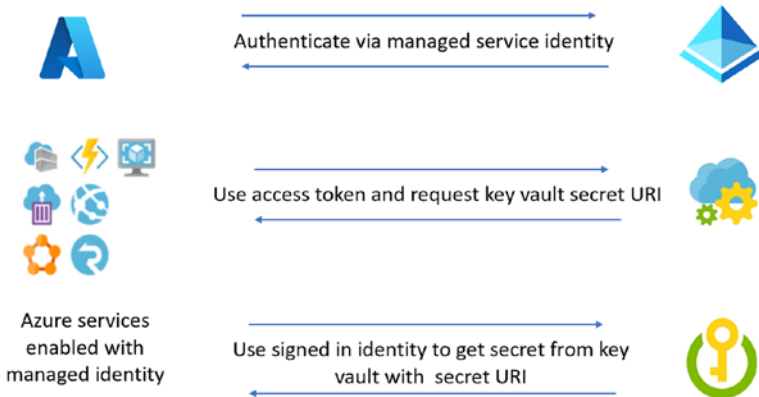 Authenticate via managed service identity
Use access token and request key vault secret URI
Azure services
enabled with
managed identity
Use signed in identity to get secret from key
vault with secret URI